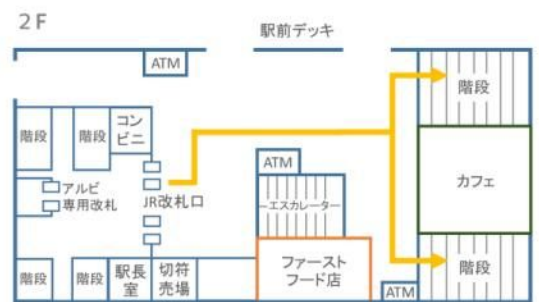 2F
駅前デッキ
ATM
階段
階段
階段
コン
ビニ
ATM
アルビ
専用改札
JR改札口
エスカレーター
カフェ
階段
階段
駅長
室
切符
売場
ファースト
フード店
ATM
階段